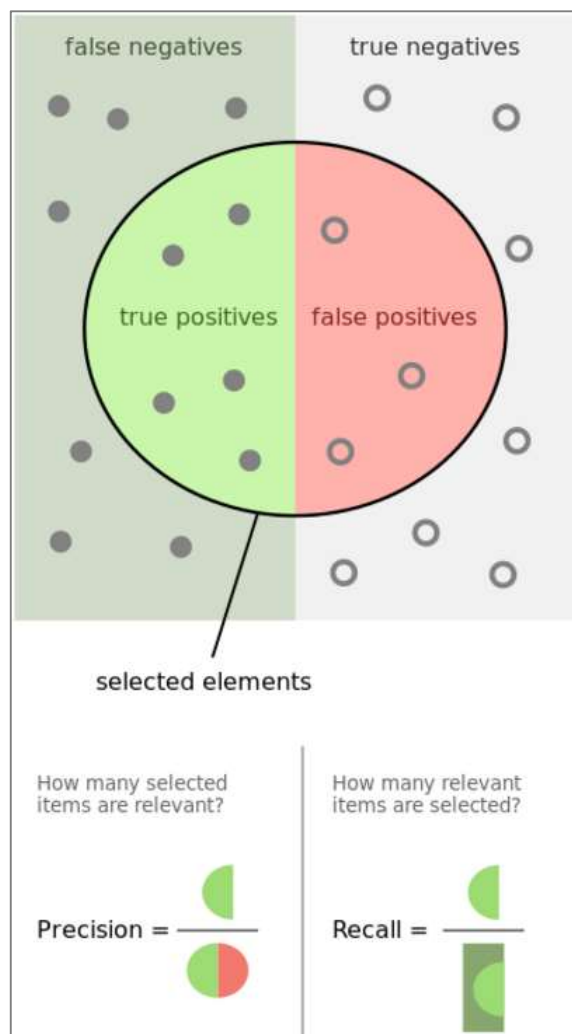 false negatives
true negatives
true positives
false positives
selected elements
How many selected
items are relevant?
How many relevant
items are selected?
Precision =
Recall =